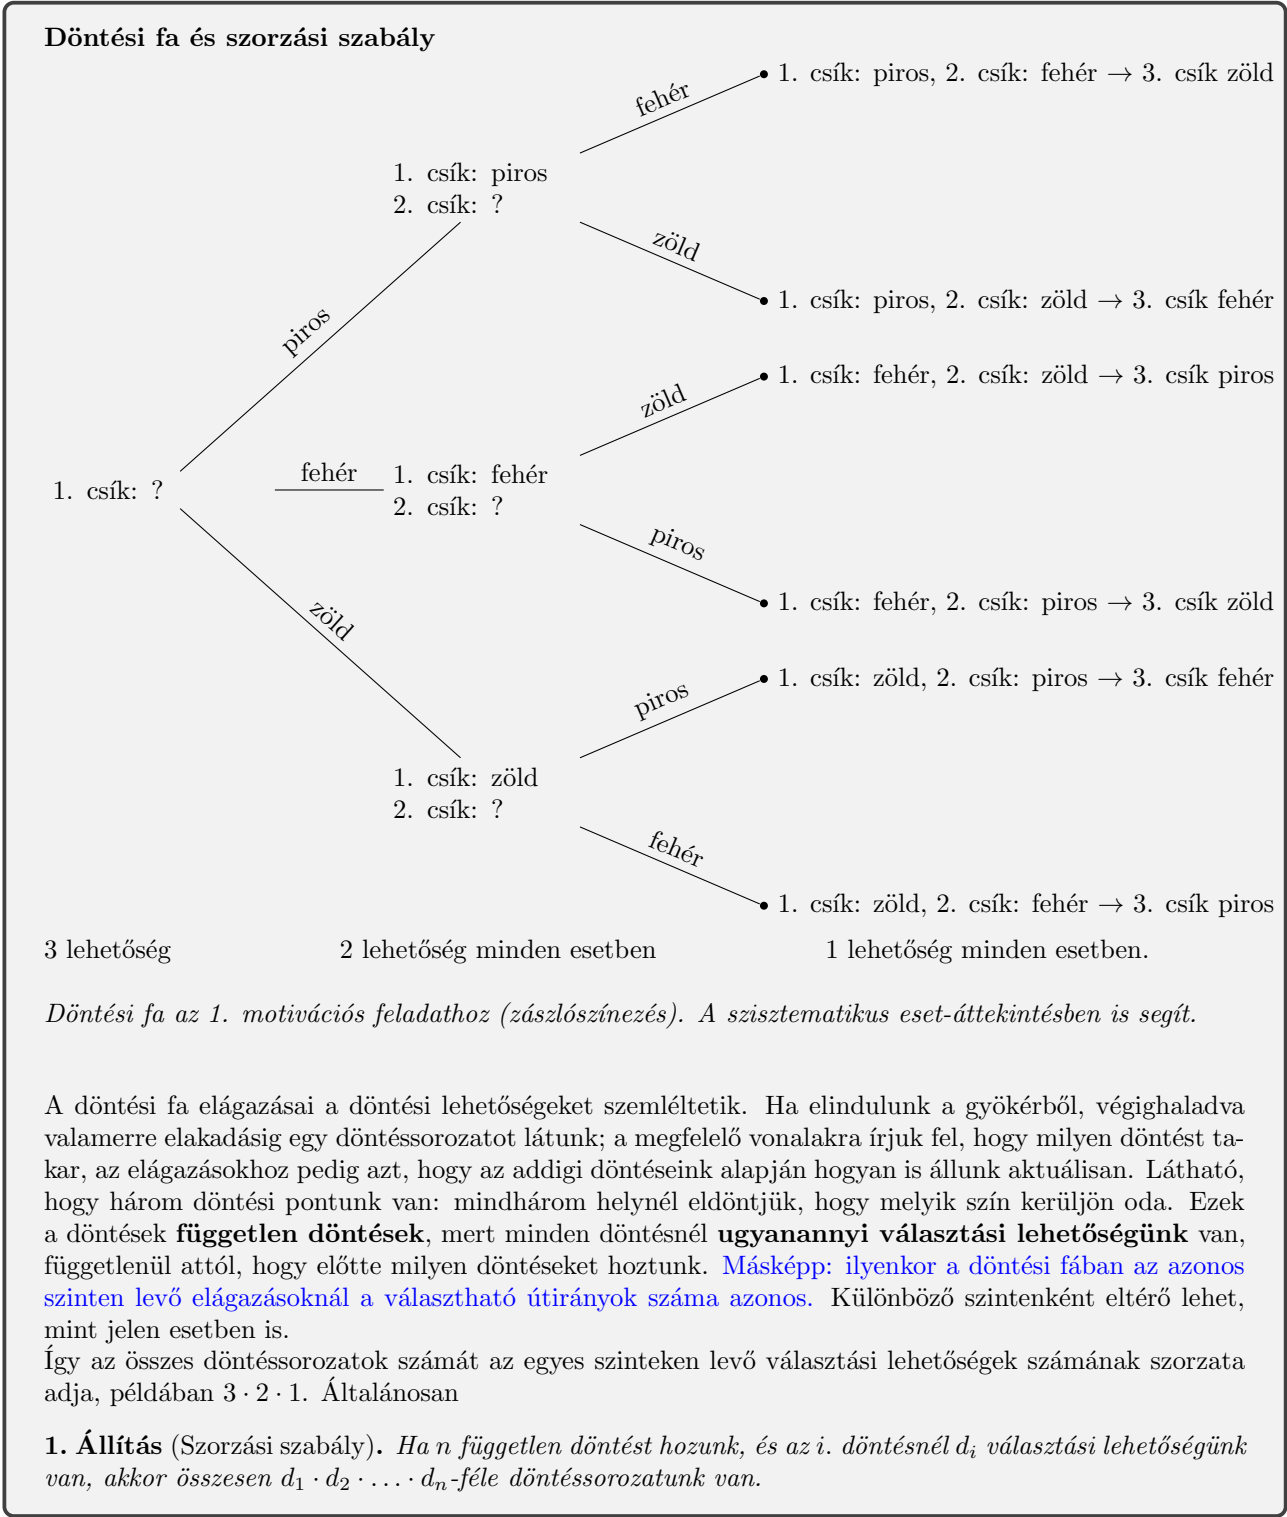 Döntési fa és szorzási szabály
fehér
1. csík: piros, 2. csík: fehér → 3. csík zöld
1. csík: piros
2. csík: ?
zöld
1. csík: piros, 2. csík: zöld → 3. csík fehér
piros
1. csík: fehér, 2. csík: zöld → 3. csík piros
zöld
1. csík: ?
fehér
1. csík: fehér
2. csík: ?
piros
1. csík: fehér, 2. csík: piros → 3. csík zöld
zöld
1. csík: zöld, 2. csík: piros → 3. csík fehér
piros
1. csík: zöld
2. csík: ?
fehér
1. csík: zöld, 2. csík: fehér → 3. csík piros
3 lehetőség 2 lehetőség minden esetben 1 lehetőség minden esetben.
Döntési fa az 1. motivációs feladathoz (zászlószínezés). A szisztematikus eset-áttekintésben is segít.
A döntési fa elágazásai a döntési lehetőségeket szemléltetik. Ha elindulunk a gyökérből, végighaladva
valamerre elakadásig egy döntéssorozatot látunk; a megfelelő vonalakra írjuk fel, hogy milyen döntést ta-
kar, az elágazásokhoz pedig azt, hogy az addigi döntéseink alapján hogyan is állunk aktuálisan. Látható,
hogy három döntési pontunk van: mindhárom helynél eldöntjük, hogy melyik szín kerüljön oda. Ezek
a döntések független döntések, mert minden döntésnél ugyanannyi választási lehetőségünk van,
függetlenül attól, hogy előtte milyen döntéseket hoztunk. Másképp: ilyenkor a döntési fában az azonos
szinten levő elágazásoknál a választható útirányok száma azonos. Különböző szintenként eltérő lehet,
mint jelen esetben is.
Így az összes döntéssorozatok számát az egyes szinteken levő választási lehetőségek számának szorzata
adja, példában 3 · 2 · 1. Általánosan
1. Állítás (Szorzási szabály). Ha n független döntést hozunk, és az i. döntésnél d_i választási lehetőségünk
van, akkor összesen d_1 · d_2 · … · d_n-féle döntéssorozatunk van.